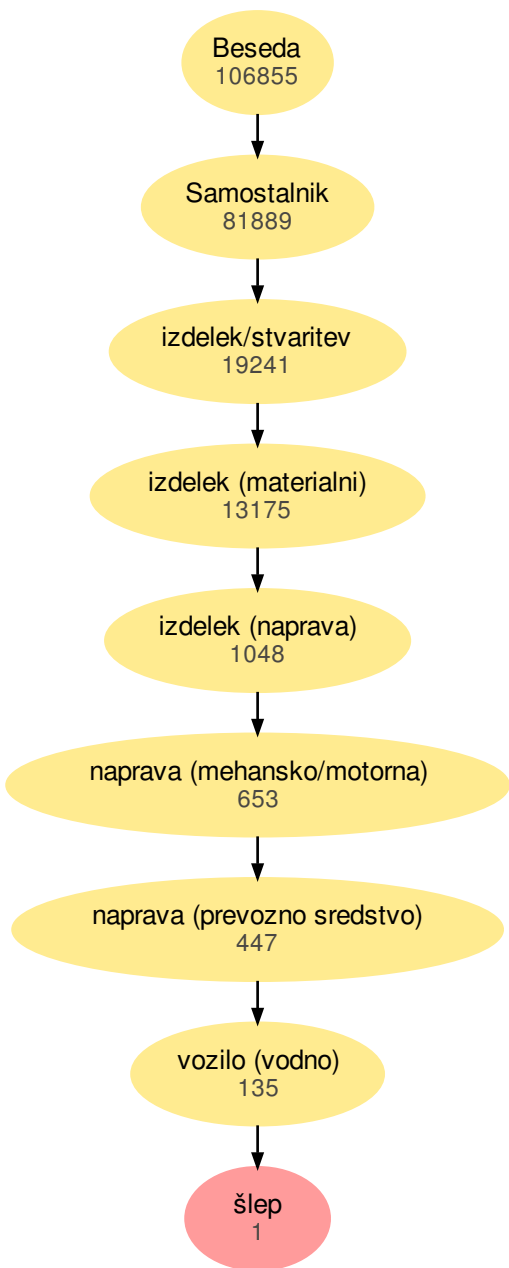 Beseda
106855
Samostalnik
81889
izdelek/stvaritev
19241
izdelek (materialni)
13175
izdelek (naprava)
1048
naprava (mehansko/motorna)
653
naprava (prevozno sredstvo)
447
vozilo (vodno)
135
šlep
1